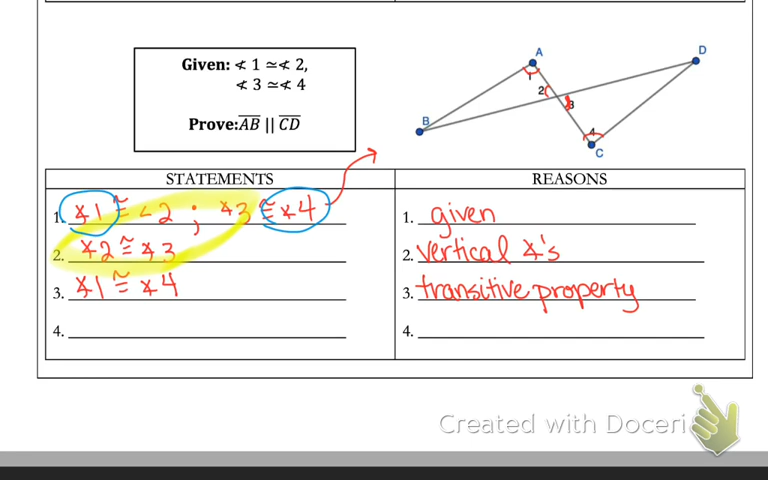 Given: ∢ 1 ≃∢ 2,
∢ 3 ≃∢ 4
Prove:AB || CD
A
D
1
2
3
B
4
C
STATEMENTS
REASONS
1. ∡1 ≅ ∠2 ; ∡3 ≅ ∡4
1. given
2. ∡2 ≅ ∡3
2. vertical ∡'s
3. ∡1 ≅ ∡4
3. transitive property
4.
4.
Created with Doceri